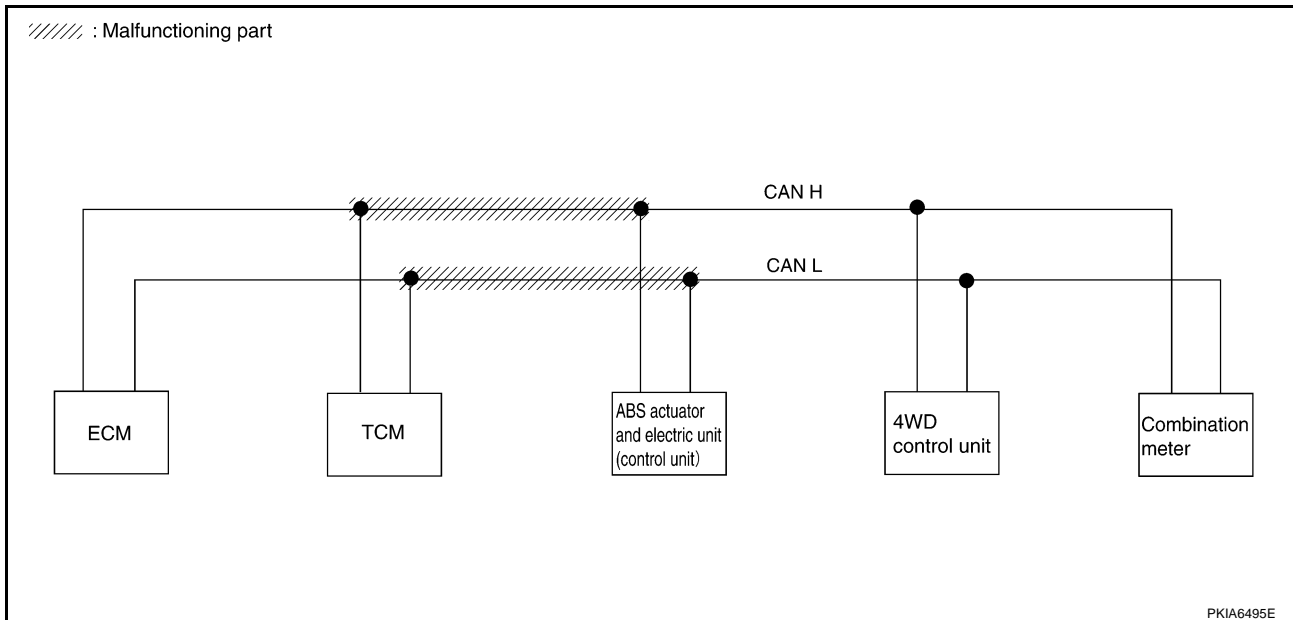 : Malfunctioning part
CAN H
CAN L
ECM
TCM
ABS actuator
and electric unit
(control unit)
4WD
control unit
Combination
meter
PKIA6495E